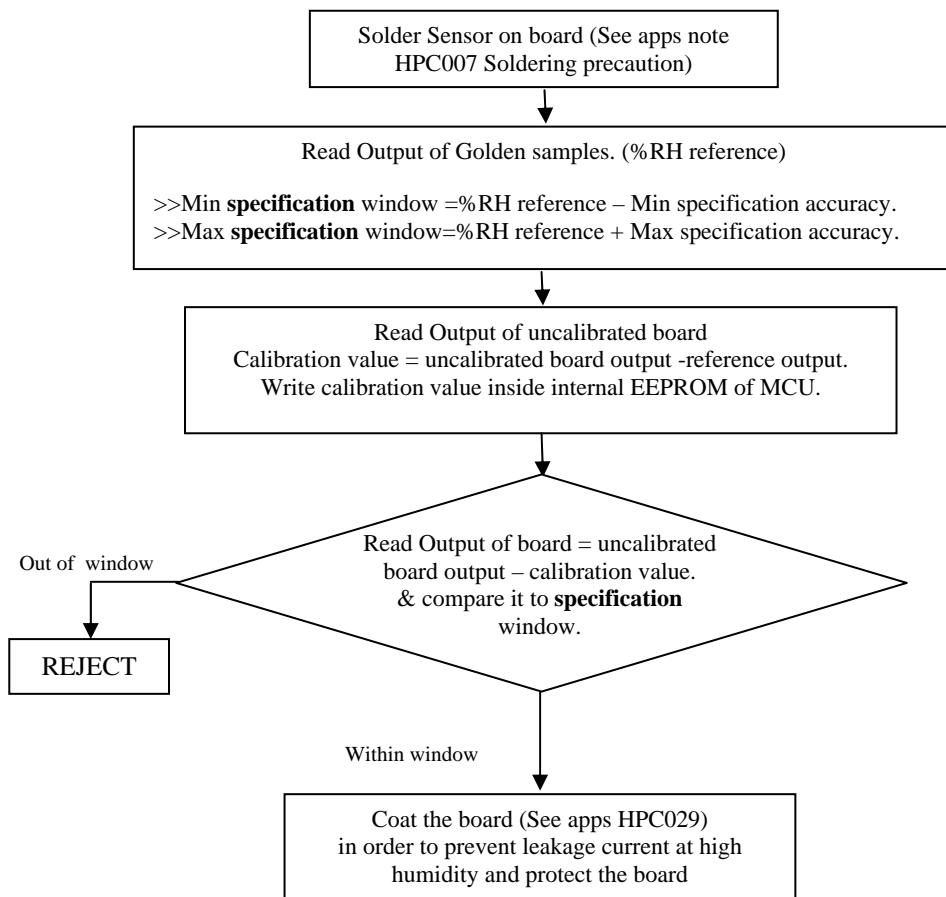 Solder Sensor on board (See apps note
HPC007 Soldering precaution)
Read Output of Golden samples. (%RH reference)
>>Min specification window =%RH reference – Min specification accuracy.
>>Max specification window=%RH reference + Max specification accuracy.
Read Output of uncalibrated board
Calibration value = uncalibrated board output -reference output.
Write calibration value inside internal EEPROM of MCU.
Read Output of board = uncalibrated
board output – calibration value.
& compare it to specification
window.
Out of window
REJECT
Within window
Coat the board (See apps HPC029)
in order to prevent leakage current at high
humidity and protect the board